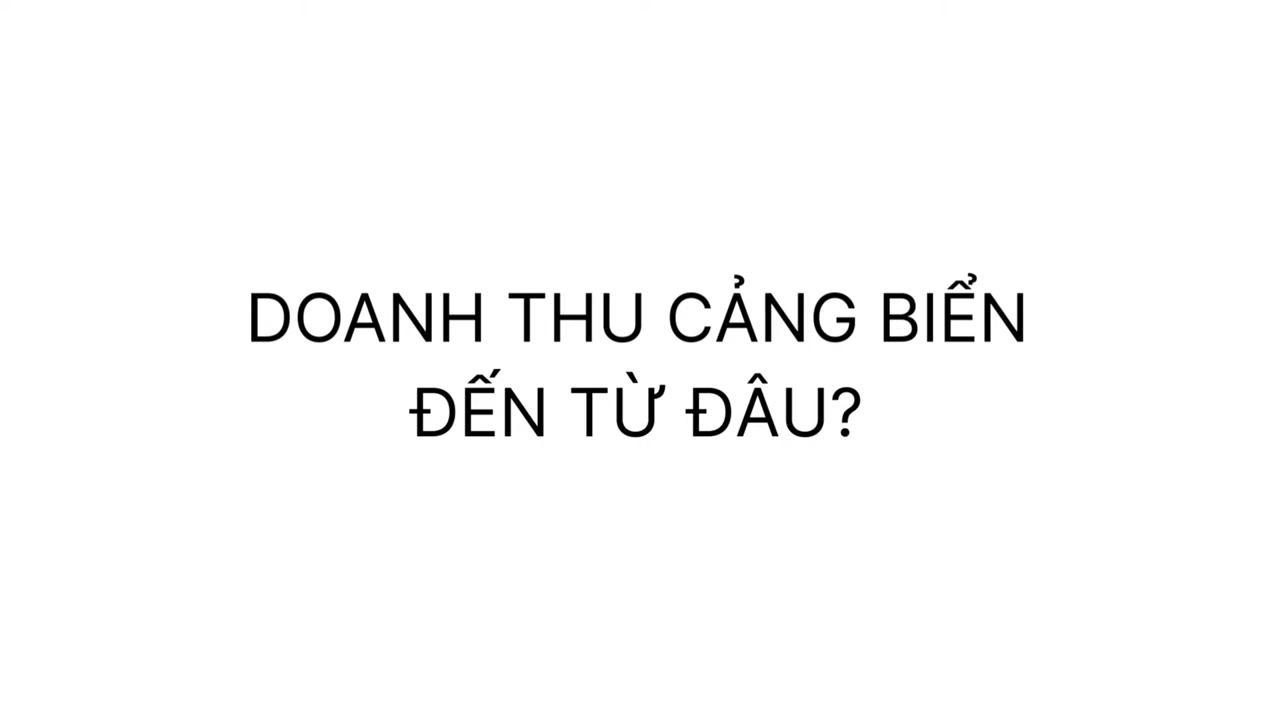 DOANH THU CẢNG BIỂN
ĐẾN TỪ ĐÂU?